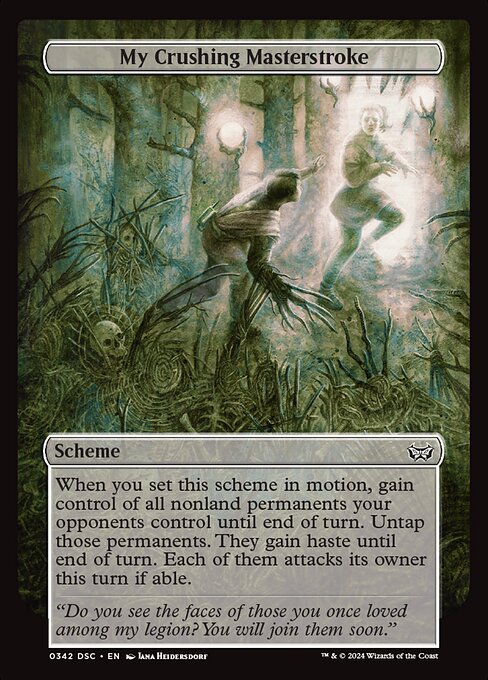 My Crushing Masterstroke
Scheme
When you set this scheme in motion, gain
control of all nonland permanents your
opponents control until end of turn. Untap
those permanents. They gain haste until
end of turn. Each of them attacks its owner
this turn if able.
“Do you see the faces of those you once loved
among my legion? You will join them soon.”
0342 DSC • EN Iana Heidersdorf
™ & © 2024 Wizards of the Coast